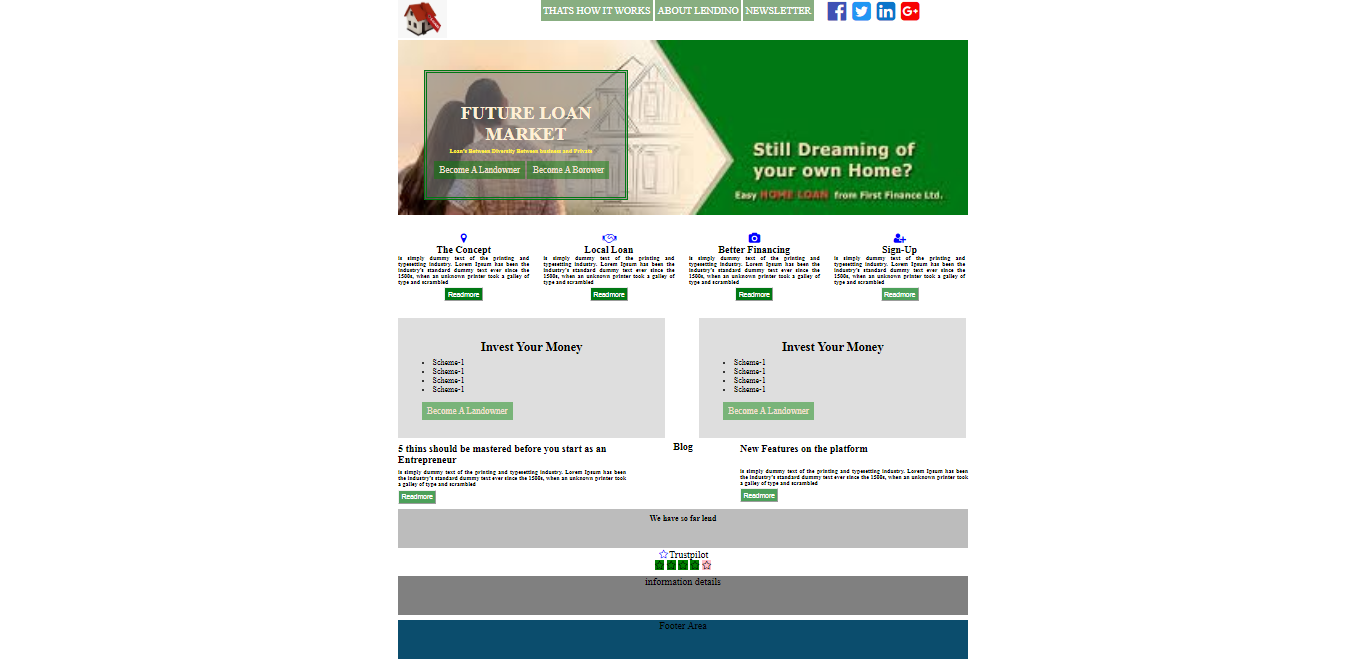 THATS HOW IT WORKS ABOUT LENDINO NEWSLETTER
FUTURE LOAN
MARKET
Loan's Between Diversity Between business and Private
Become A Landowner Become A Borower
Still Dreaming of
your own Home?
Easy HOME LOAN from First Finance Ltd.
The Concept
is simply dummy text of the printing and
typesetting industry. Lorem Ipsum has been the
industry's standard dummy text ever since the
1500s, when an unknown printer took a galley of
type and scrambled
Readmore
Local Loan
is simply dummy text of the printing and
typesetting industry. Lorem Ipsum has been the
industry's standard dummy text ever since the
1500s, when an unknown printer took a galley of
type and scrambled
Readmore
Better Financing
is simply dummy text of the printing and
typesetting industry. Lorem Ipsum has been the
industry's standard dummy text ever since the
1500s, when an unknown printer took a galley of
type and scrambled
Readmore
Sign-Up
is simply dummy text of the printing and
typesetting industry. Lorem Ipsum has been the
industry's standard dummy text ever since the
1500s, when an unknown printer took a galley of
type and scrambled
Readmore
Invest Your Money
Scheme-1
Scheme-1
Scheme-1
Scheme-1
Become A Landowner
Invest Your Money
Scheme-1
Scheme-1
Scheme-1
Scheme-1
Become A Landowner
5 thins should be mastered before you start as an
Entrepreneur
is simply dummy text of the printing and typesetting industry. Lorem Ipsum has been
the industry's standard dummy text ever since the 1500s, when an unknown printer took
a galley of type and scrambled
Readmore
Blog
New Features on the platform
is simply dummy text of the printing and typesetting industry. Lorem Ipsum has been
the industry's standard dummy text ever since the 1500s, when an unknown printer took
a galley of type and scrambled
Readmore
We have so far lend
Trustpilot
information details
Footer Area